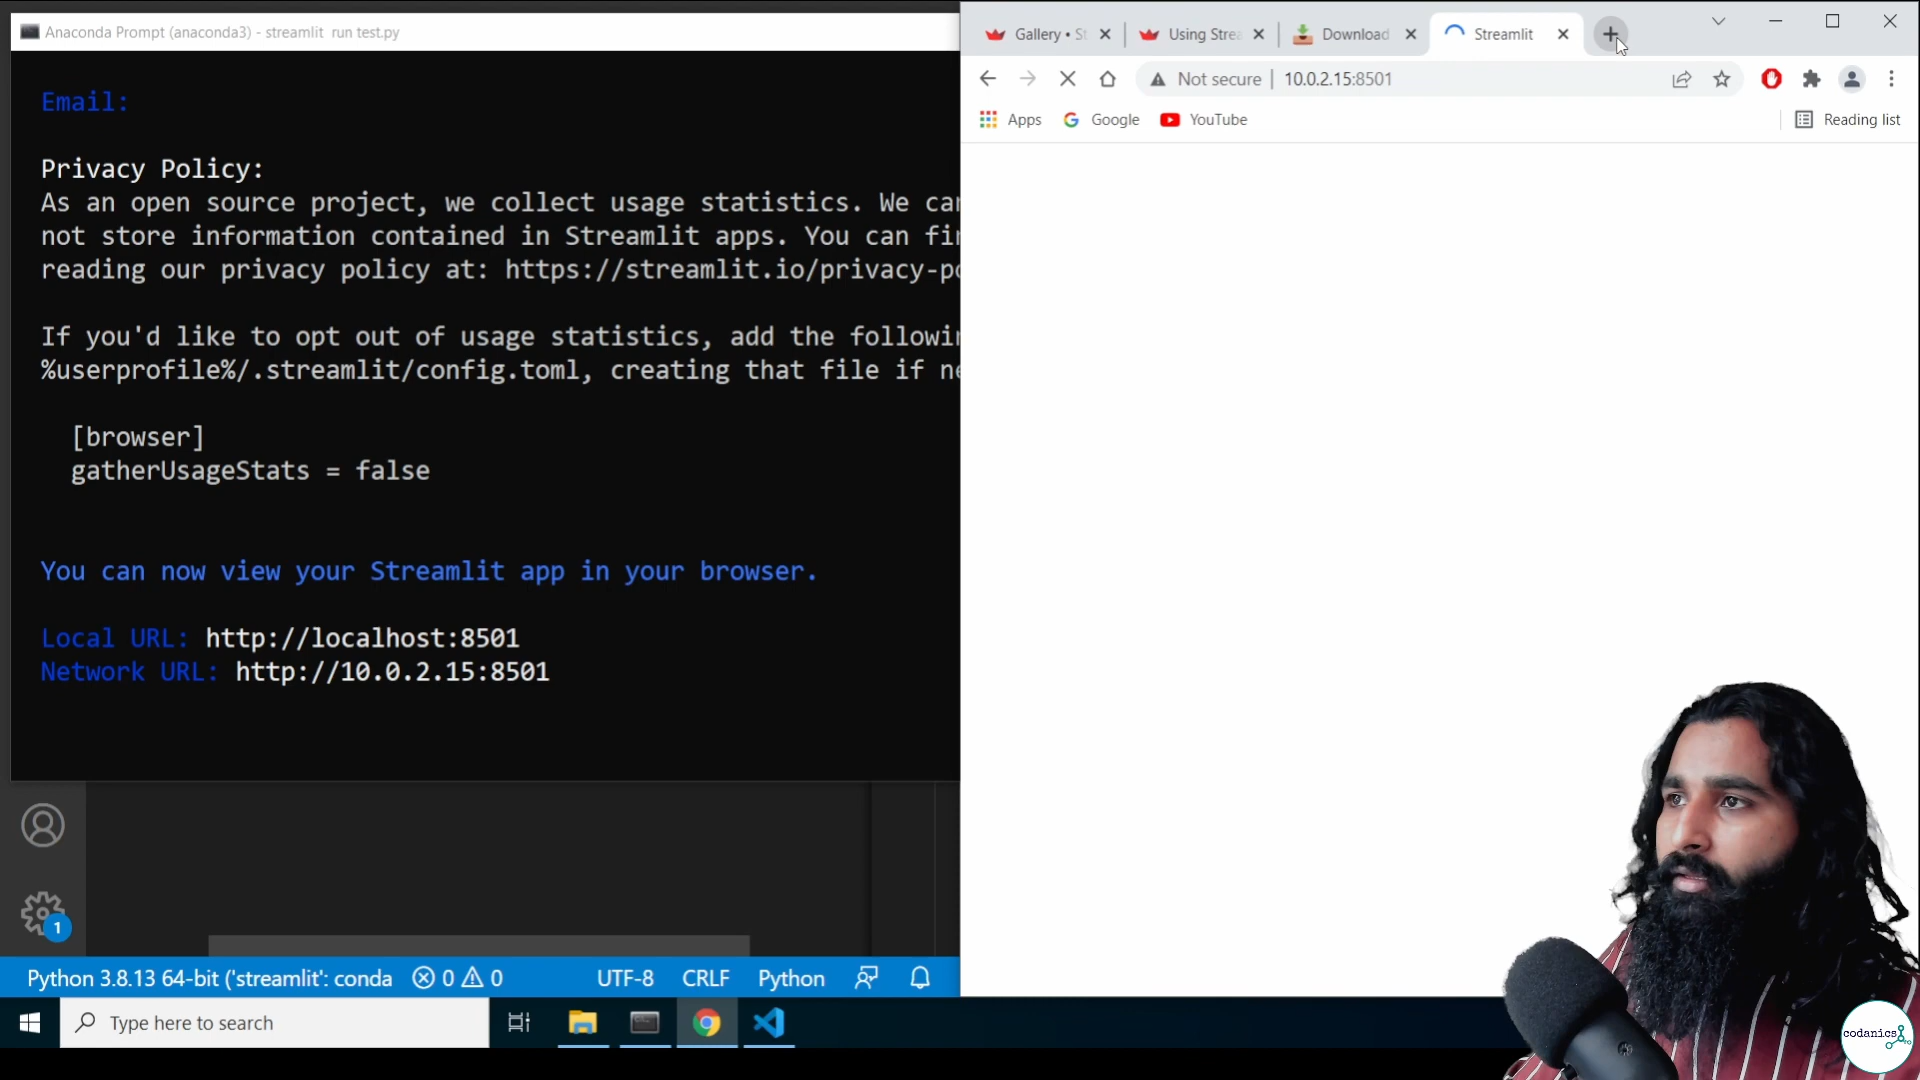 Anaconda Prompt (anaconda3) - streamlit run test.py
Email:
Privacy Policy:
As an open source project, we collect usage statistics. We
not store information contained in Streamlit apps. You can
reading our privacy policy at: https://streamlit.io/privacy-
If you'd like to opt out of usage statistics, add the
%userprofile%/.streamlit/config.toml, creating that file if
[browser]
gatherUsageStats = false
You can now view your Streamlit app in your browser.
Local URL: http://localhost:8501
Network URL: http://10.0.2.15:8501
1
Python 3.8.13 64-bit ('streamlit': conda 0 0 UTF-8 CRLF Python
Type here to search
Gallery • St Using Strea Download Streamlit
Not secure | 10.0.2.15:8501
Apps Google YouTube Reading list
codanics